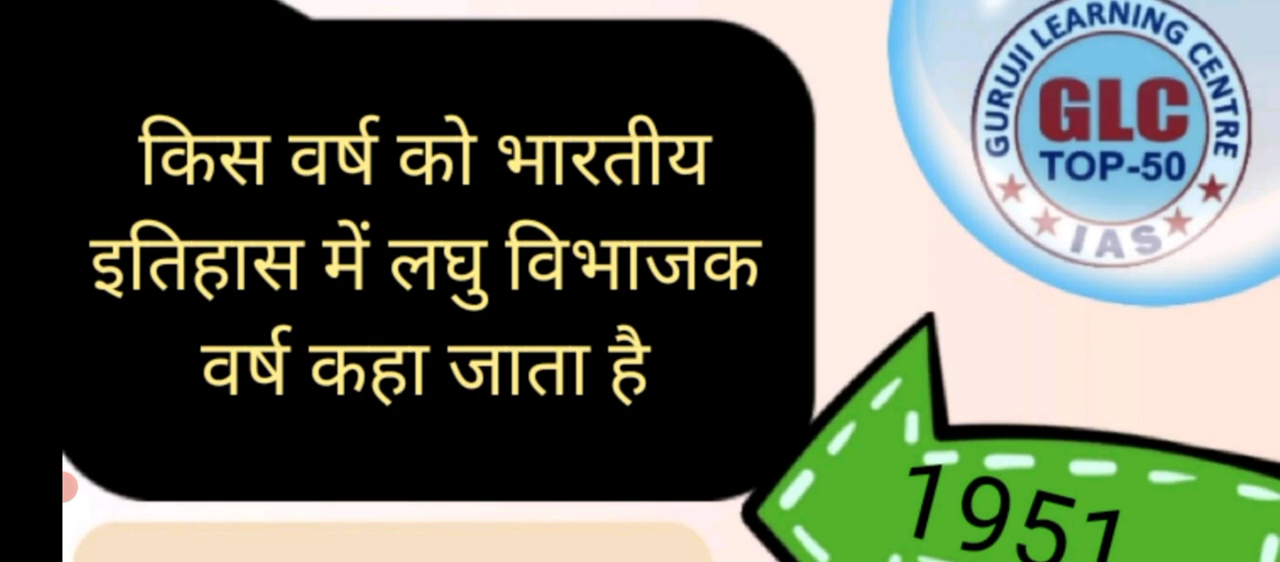 किस वर्ष को भारतीय
इतिहास में लघु विभाजक
वर्ष कहा जाता है
GURUJI LEARNING CENTRE
GLC
TOP-50
IAS
1951